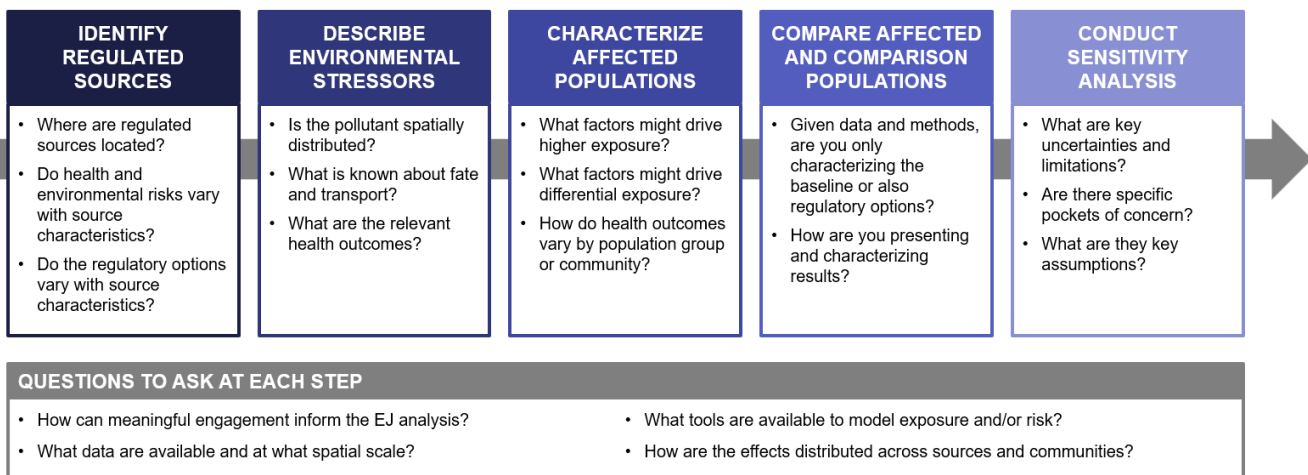 IDENTIFY
REGULATED
SOURCES
• Where are regulated
sources located?
• Do health and
environmental risks vary
with source
characteristics?
• Do the regulatory options
vary with source
characteristics?
DESCRIBE
ENVIRONMENTAL
STRESSORS
• Is the pollutant spatially
distributed?
• What is known about fate
and transport?
• What are the relevant
health outcomes?
CHARACTERIZE
AFFECTED
POPULATIONS
• What factors might drive
higher exposure?
• What factors might drive
differential exposure?
• How do health outcomes
vary by population group
or community?
COMPARE AFFECTED
AND COMPARISON
POPULATIONS
• Given data and methods,
are you only
characterizing the
baseline or also
regulatory options?
• How are you presenting
and characterizing
results?
CONDUCT
SENSITIVITY
ANALYSIS
• What are key
uncertainties and
limitations?
• Are there specific
pockets of concern?
• What are they key
assumptions?
QUESTIONS TO ASK AT EACH STEP
• How can meaningful engagement inform the EJ analysis?
• What data are available and at what spatial scale?
• What tools are available to model exposure and/or risk?
• How are the effects distributed across sources and communities?